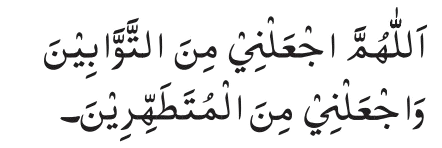 اَللّٰهُمَّ اجْعَلْنِيْ مِنَ التَّوَّابِيْنَ
وَاجْعَلْنِيْ مِنَ الْمُتَطَهِّرِيْنَ۔